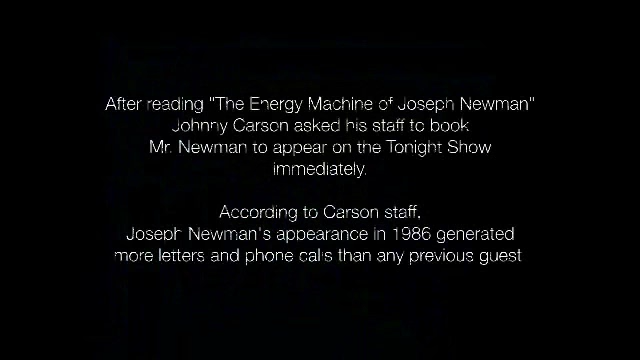 After reading "The Energy Machine of Joseph Newman"
Johnny Carson asked his staff to book
Mr. Newman to appear on the Tonight Show
immediately.
According to Carson staff,
Joseph Newman's appearance in 1986 generated
more letters and phone calls than any previous guest